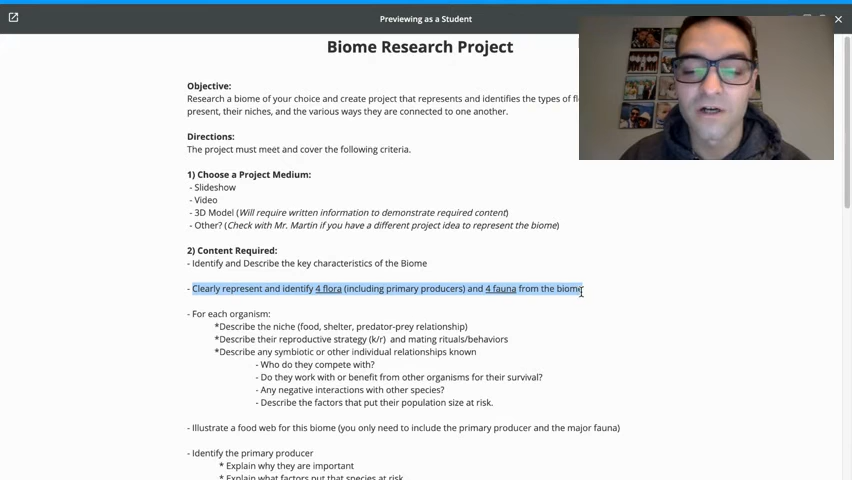 Previewing as a Student
Biome Research Project
Objective:
Research a biome of your choice and create project that represents and identifies the types of
present, their niches, and the various ways they are connected to one another.
Directions:
The project must meet and cover the following criteria.
1) Choose a Project Medium:
- Slideshow
- Video
- 3D Model (Will require written information to demonstrate required content)
- Other? (Check with Mr. Martin if you have a different project idea to represent the biome)
2) Content Required:
- Identify and Describe the key characteristics of the Biome
- Clearly represent and identify 4 flora (including primary producers) and 4 fauna from the biome
- For each organism:
*Describe the niche (food, shelter, predator-prey relationship)
*Describe their reproductive strategy (k/r) and mating rituals/behaviors
*Describe any symbiotic or other individual relationships known
- Who do they compete with?
- Do they work with or benefit from other organisms for their survival?
- Any negative interactions with other species?
- Describe the factors that put their population size at risk.
- Illustrate a food web for this biome (you only need to include the primary producer and the major fauna)
- Identify the primary producer
* Explain why they are important
* Explain what factors put that species at risk